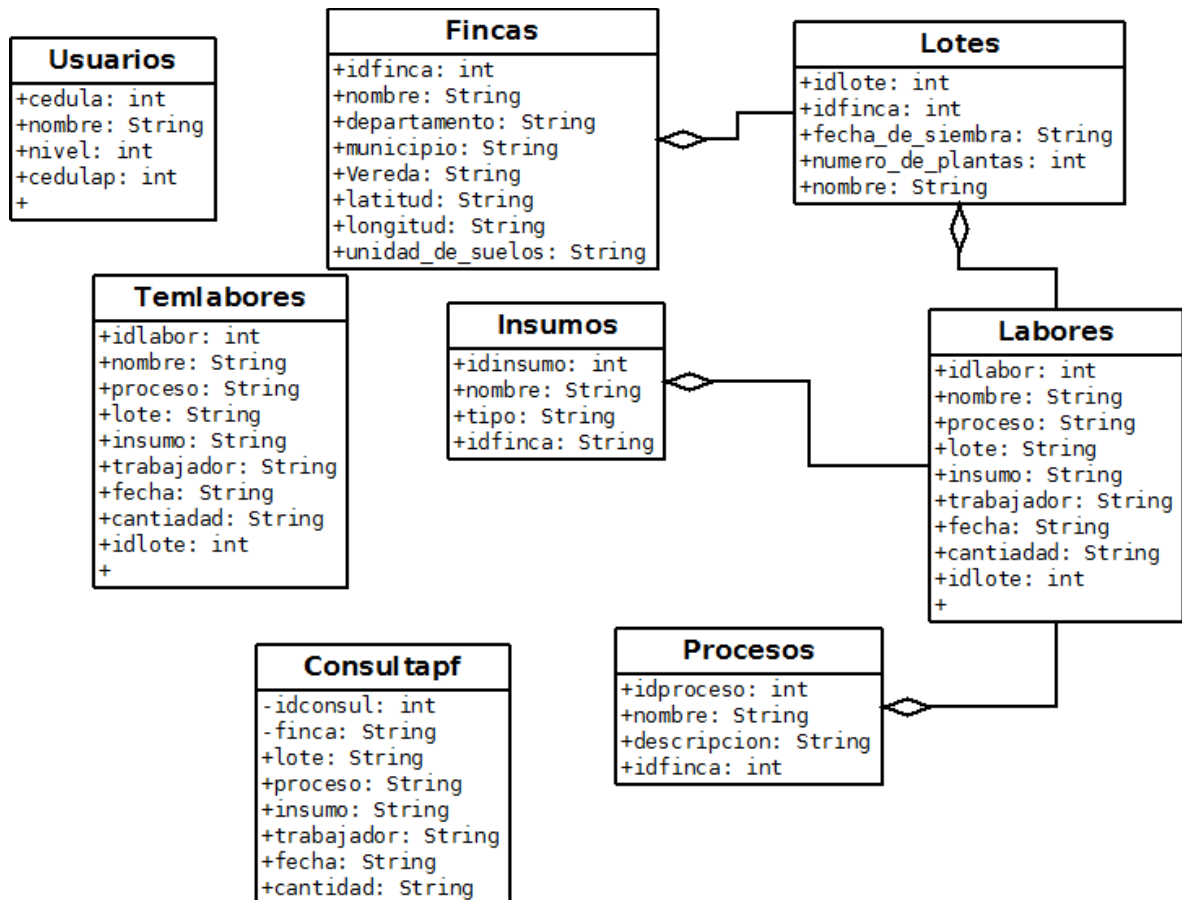 Usuarios
+cedula: int
+nombre: String
+nivel: int
+cedulap: int
+
Fincas
+idfinca: int
+nombre: String
+departamento: String
+municipio: String
+Vereda: String
+latitud: String
+longitud: String
+unidad_de_suelos: String
Lotes
+idlote: int
+idfinca: int
+fecha_de_siembra: String
+numero_de_plantas: int
+nombre: String
Temlabores
+idlabor: int
+nombre: String
+proceso: String
+lote: String
+insumo: String
+trabajador: String
+fecha: String
+cantiadad: String
+idlote: int
+
Insumos
+idinsumo: int
+nombre: String
+tipo: String
+idfinca: String
Labores
+idlabor: int
+nombre: String
+proceso: String
+lote: String
+insumo: String
+trabajador: String
+fecha: String
+cantiadad: String
+idlote: int
+
Consultapf
-idconsul: int
-finca: String
+lote: String
+proceso: String
+insumo: String
+trabajador: String
+fecha: String
+cantidad: String
Procesos
+idproceso: int
+nombre: String
+descripcion: String
+idfinca: int